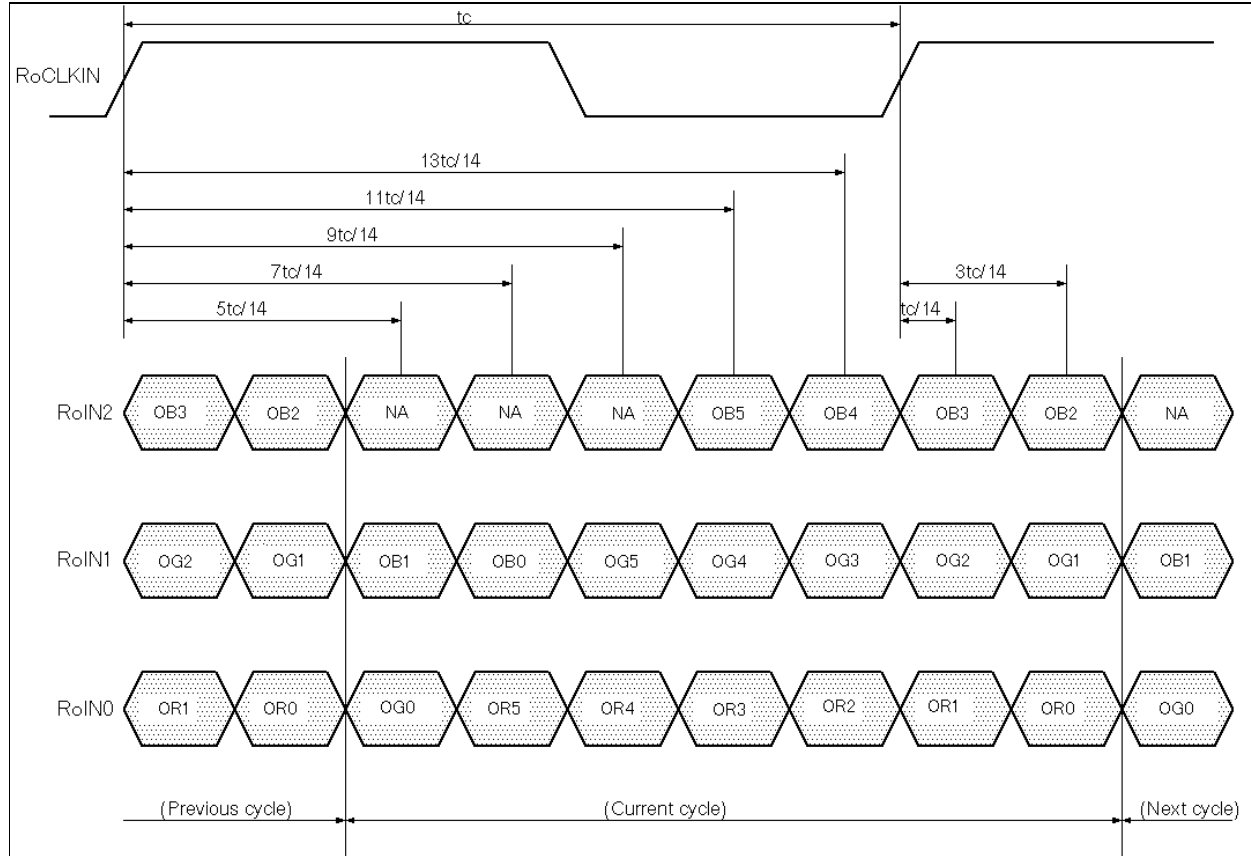 tc
RoCLKIN
13tc/14
11tc/14
9tc/14
7tc/14
3tc/14
5tc/14
tc/14
RoIN2 OB3 OB2 NA NA NA OB5 OB4 OB3 OB2 NA
RoIN1 OG2 OG1 OB1 OB0 OG5 OG4 OG3 OG2 OG1 OB1
RoIN0 OR1 OR0 OG0 OR5 OR4 OR3 OR2 OR1 OR0 OG0
(Previous cycle) (Current cycle) (Next cycle)